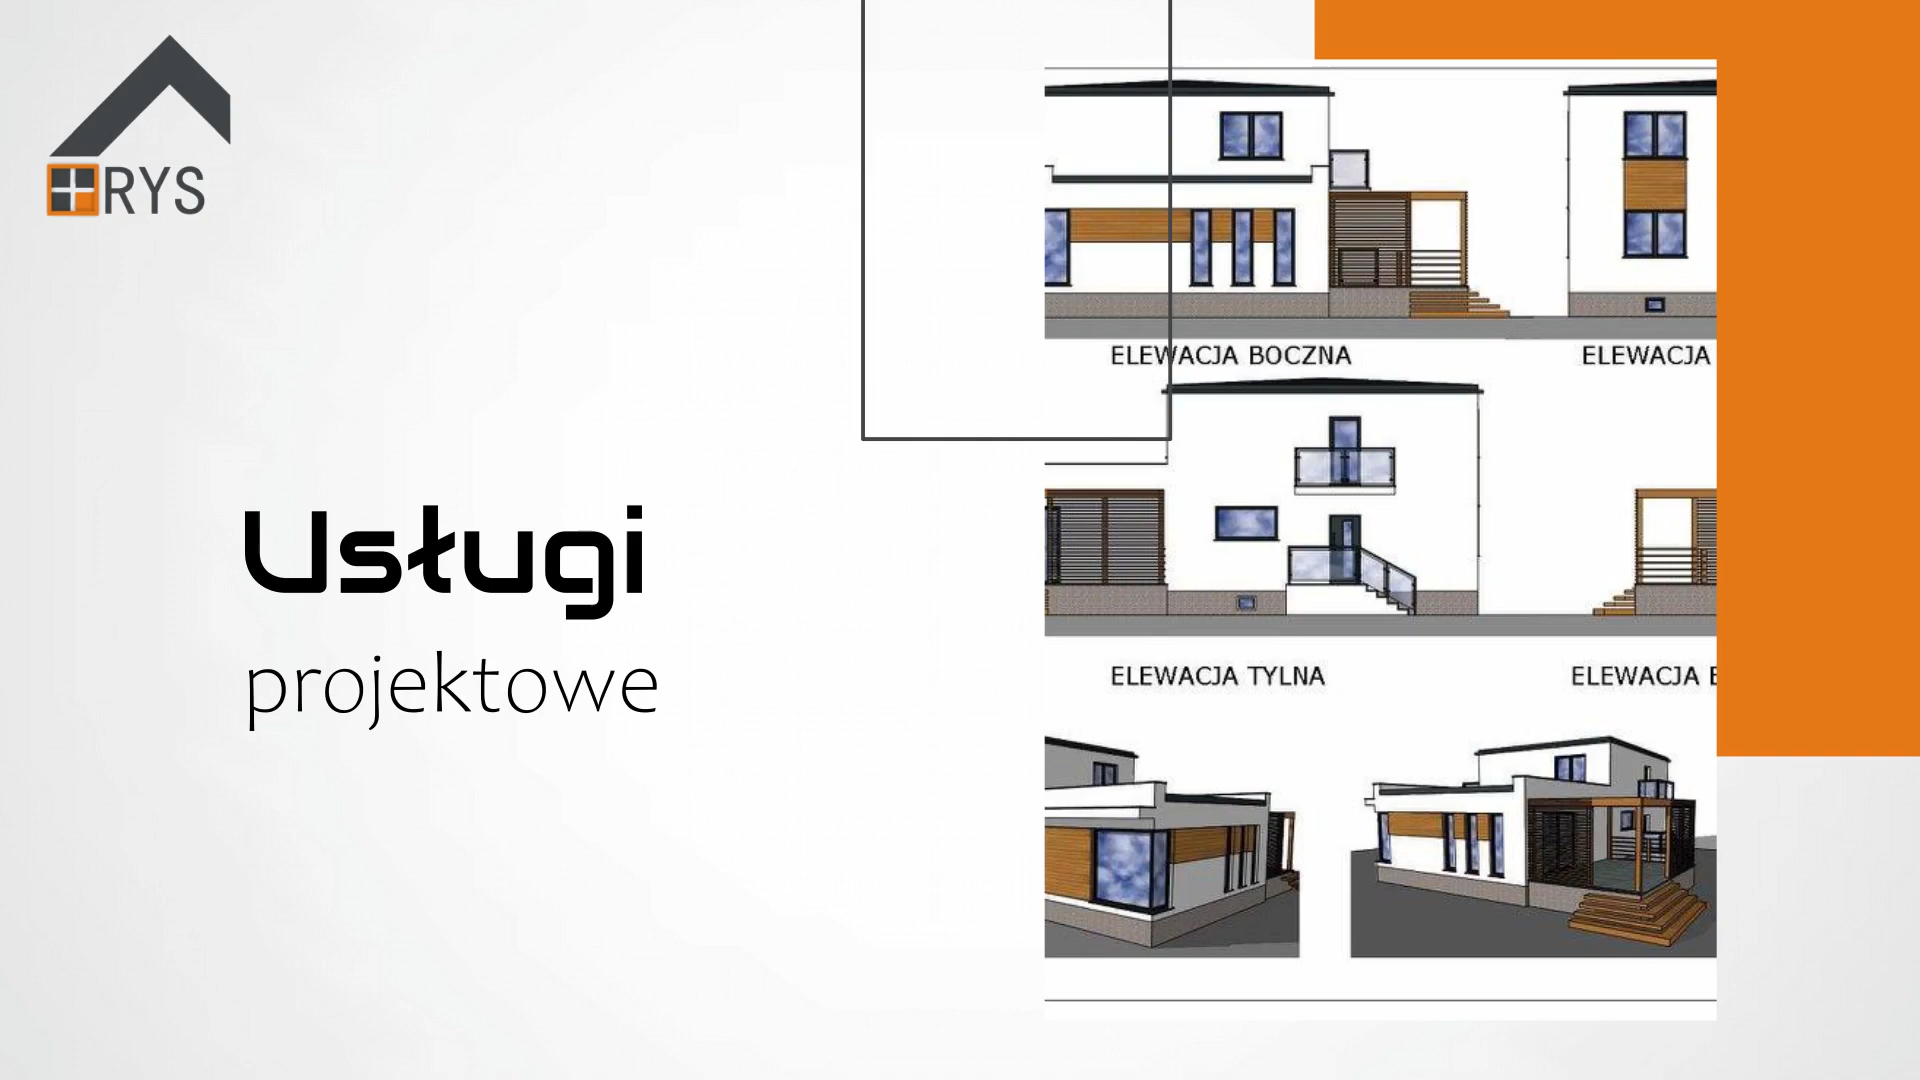 RYS
Usługi
projektowe
ELEWACJA BOCZNA
ELEWACJA
ELEWACJA TYLNA
ELEWACJA